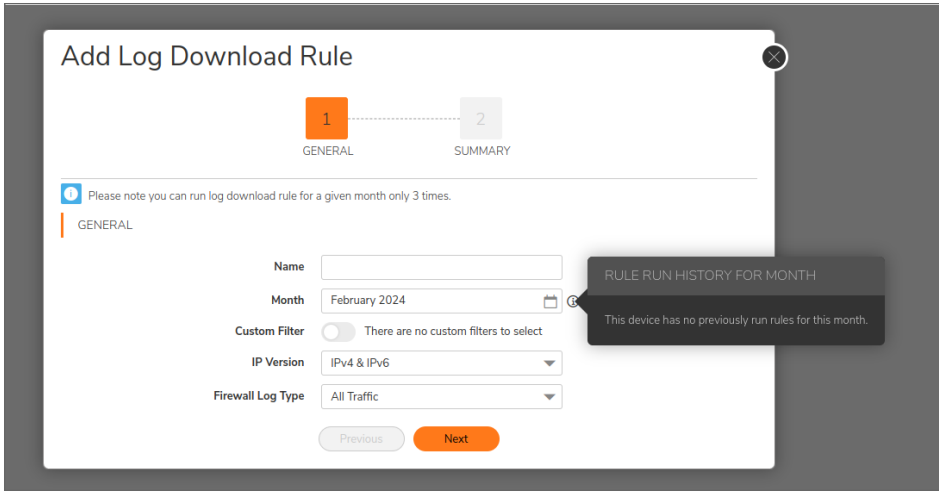 Add Log Download Rule
1
2
GENERAL
SUMMARY
Please note you can run log download rule for a given month only 3 times.
GENERAL
Name
RULE RUN HISTORY FOR MONTH
Month February 2024
This device has no previously run rules for this month.
Custom Filter There are no custom filters to select
IP Version IPv4 & IPv6
Firewall Log Type All Traffic
Previous
Next